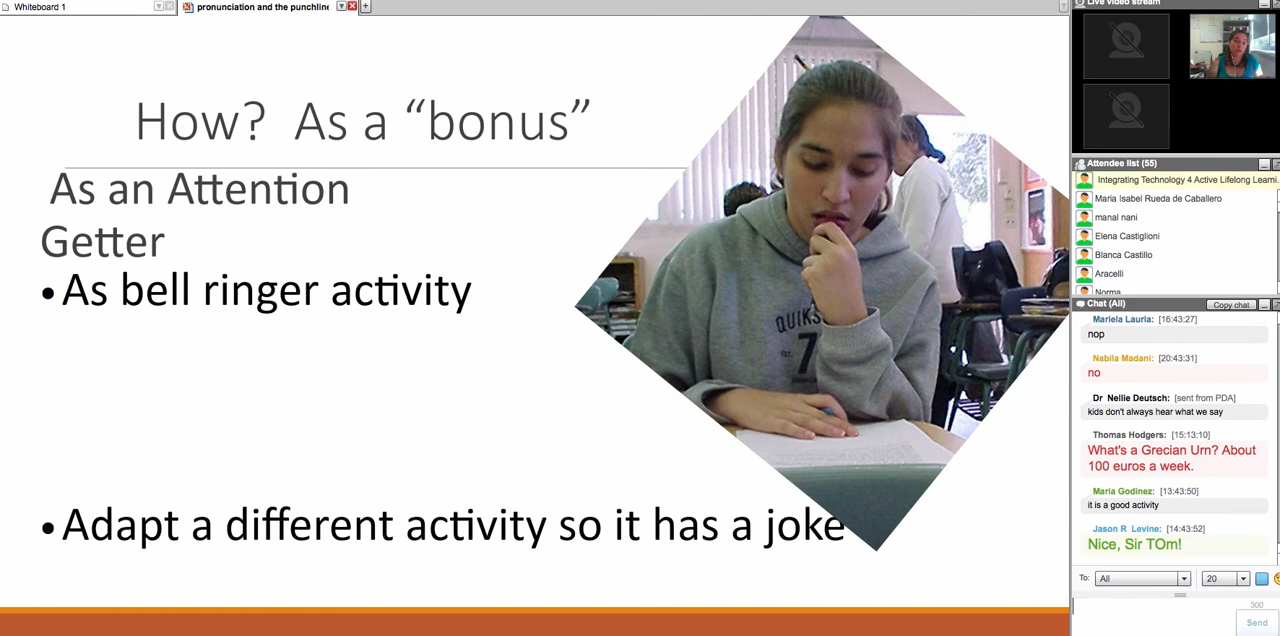 Whiteboard 1
pronunciation and the punchline
How? As a “bonus”
As an Attention
Getter
• As bell ringer activity
• Adapt a different activity so it has a joke
QUIKS
7
Live video stream
Attendee list (55)
Integrating Technology 4 Active Lifelong Learni
Maria Isabel Rueda de Caballero
manal nani
Elena Castiglioni
Blanca Castillo
Aracelli
Norma
Chat (All)
Copy chat
Mariela Lauria: [16:43:27]
nop
Nabila Madani: [20:43:31]
no
Dr Nellie Deutsch: [sent from PDA]
kids don't always hear what we say
Thomas Hodgers: [15:13:10]
What's a Grecian Urn? About
100 euros a week.
Maria Godinez: [13:43:50]
it is a good activity
Jason R Levine: [14:43:52]
Nice, Sir TOm!
To: All 20
300
Send